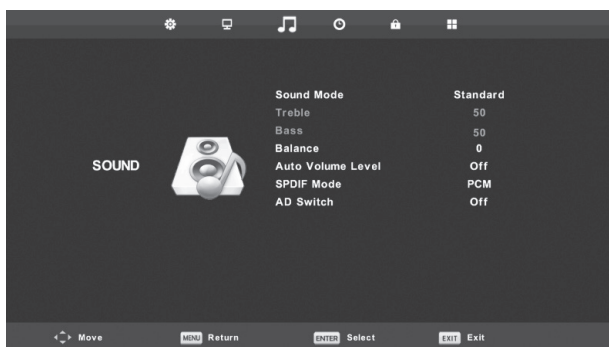 Sound Mode Standard
Treble 50
Bass 50
Balance 0
SOUND
Auto Volume Level Off
SPDIF Mode PCM
AD Switch Off
Move MENU Return ENTER Select EXIT Exit